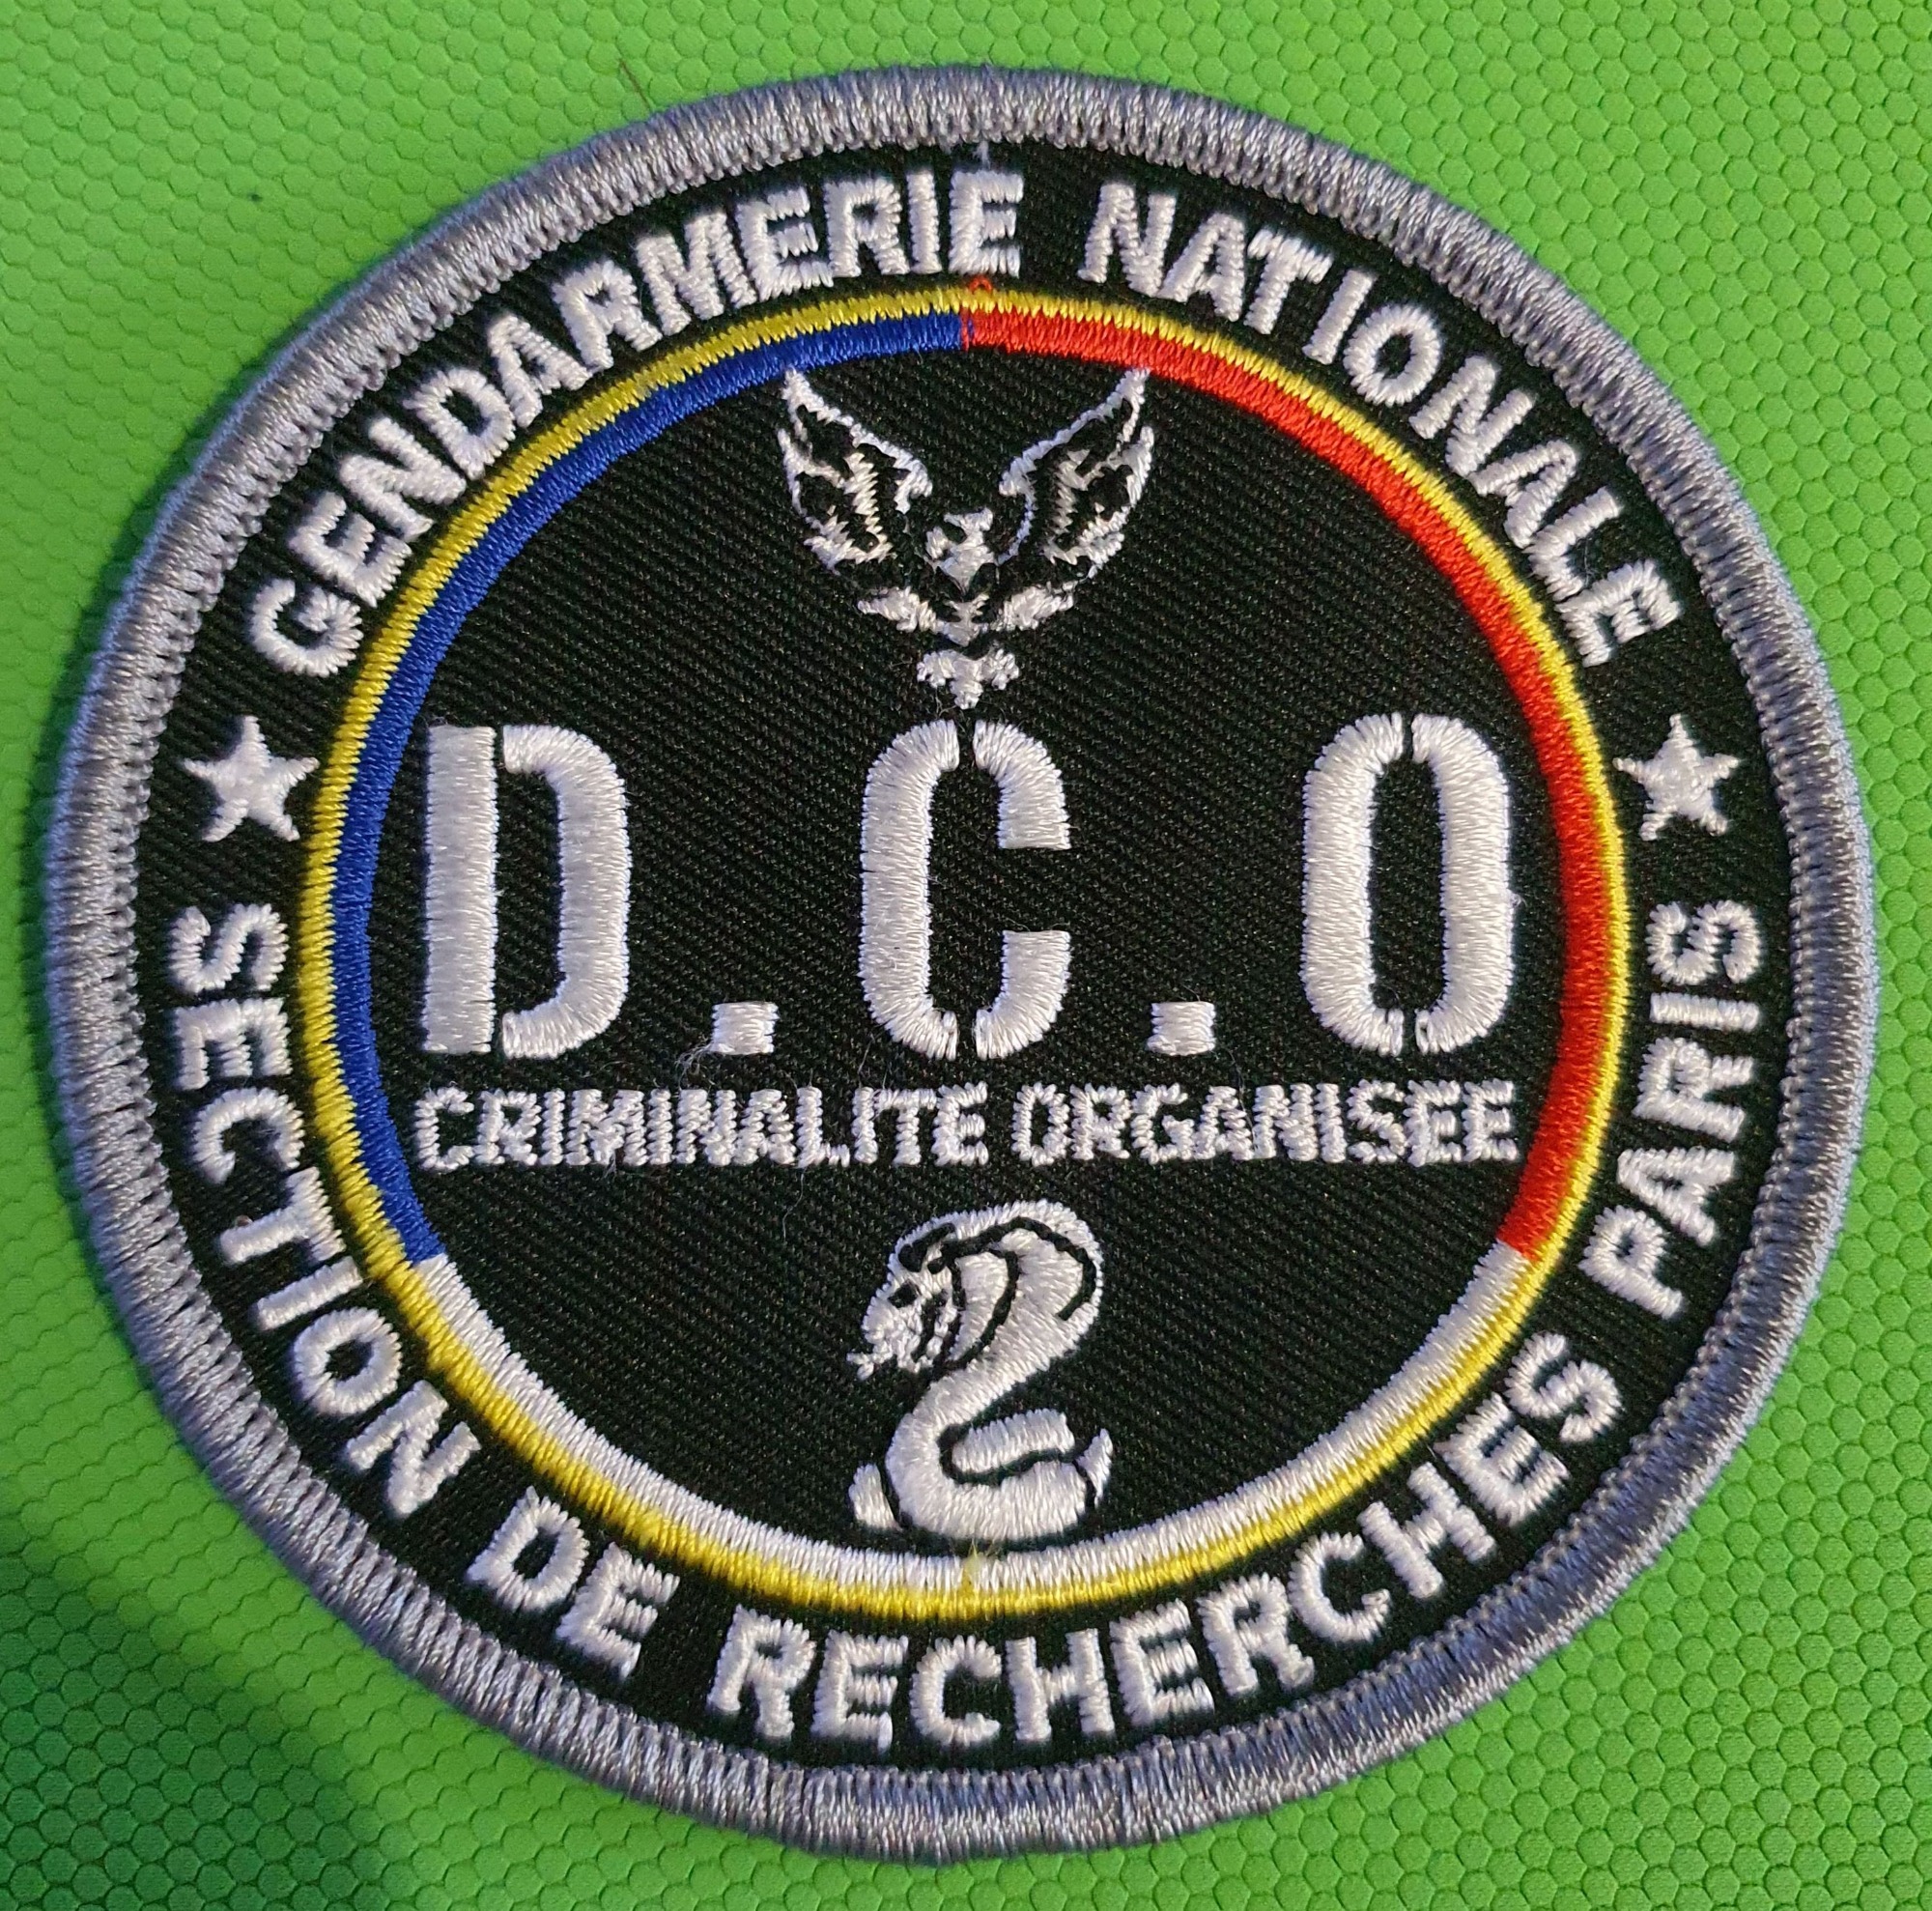 GENDARMERIE NATIONALE
D.C.O
CRIMINALITE ORGANISEE
SECTION DE RECHERCHES PARIS